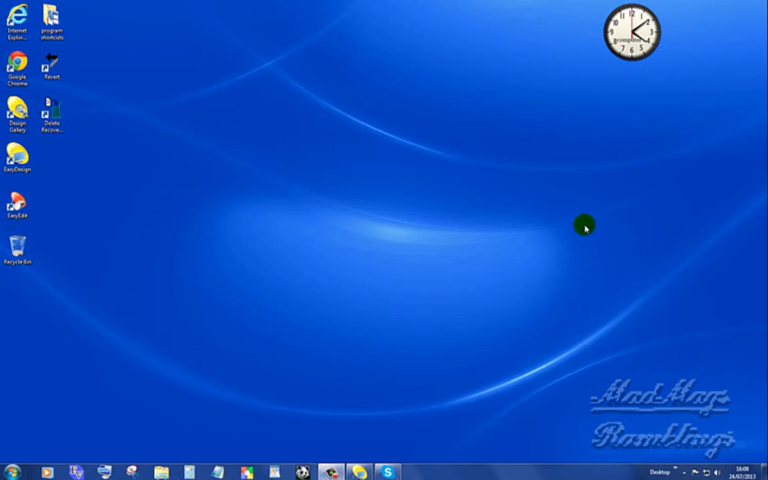 Internet
Explor...
program
shortcuts
Google
Chrome
Revert
Design
Gallery
Delete
Recove...
EasyDesign
EasyEdit
Recycle Bin
MadMags
Ramblings
Desktop
16:08
24/07/2013